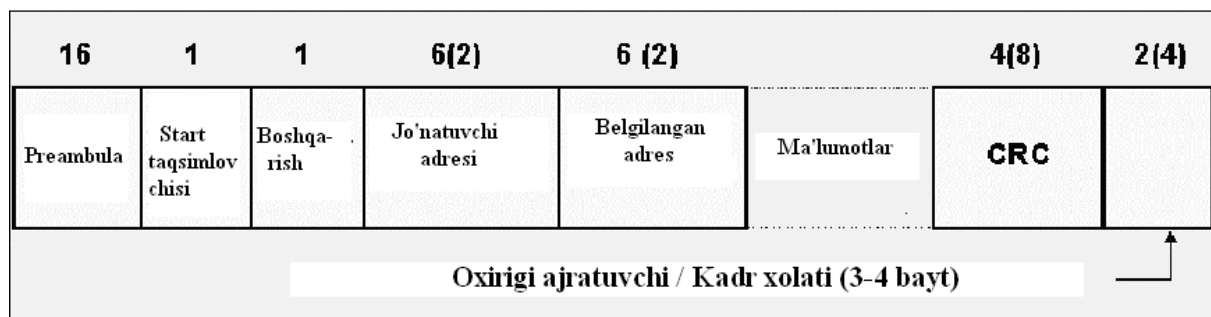 16 1 1 6(2) 6 (2) 4(8) 2(4)
Preambula
Start
taqsimlov
chisi
Boshqa-
rish
Jo'natuvchi
adresi
Belgilangan
adres
Ma'lumotlar
CRC
Oxirigi ajratuvchi / Kadr xolati (3-4 bayt)